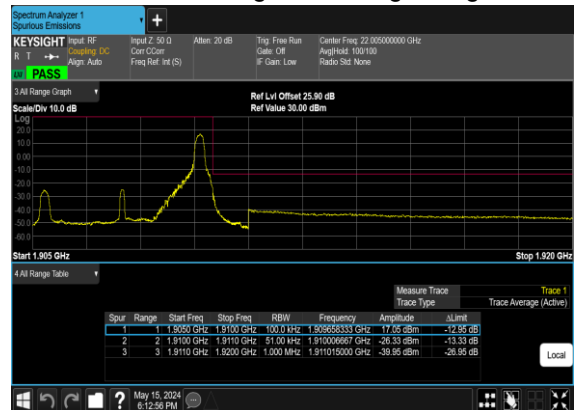 Spectrum Analyzer 1
Spurious Emissions
+
KEYSIGHT Input: RF Input Z: 50 Ω Atten: 20 dB Trig: Free Run Center Freq: 22.005000000 GHz
R T Coupling: DC Corr CCorr Gate: Off Avg|Hold: 100/100
Align: Auto Freq Ref: Int (S) IF Gain: Low Radio Std: None
PASS
3 All Range Graph Ref Lvl Offset 25.90 dB
Scale/Div 10.0 dB Ref Value 30.00 dBm
Log
20.0
10.0
0.00
-10.0
-20.0
-30.0
-40.0
-50.0
-60.0
Start 1.905 GHz Stop 1.920 GHz
4 All Range Table
Measure Trace Trace 1
Trace Type Trace Average (Active)
Spur Range Start Freq Stop Freq RBW Frequency Amplitude ΔLimit
1 1 1.9050 GHz 1.9100 GHz 100.0 kHz 1.909658333 GHz 17.05 dBm -12.95 dB
2 2 1.9100 GHz 1.9110 GHz 51.00 kHz 1.910006667 GHz -26.33 dBm -13.33 dB
3 3 1.9110 GHz 1.9200 GHz 1.000 MHz 1.911015000 GHz -39.95 dBm -26.95 dB
Local
? May 15, 2024
6:12:56 PM